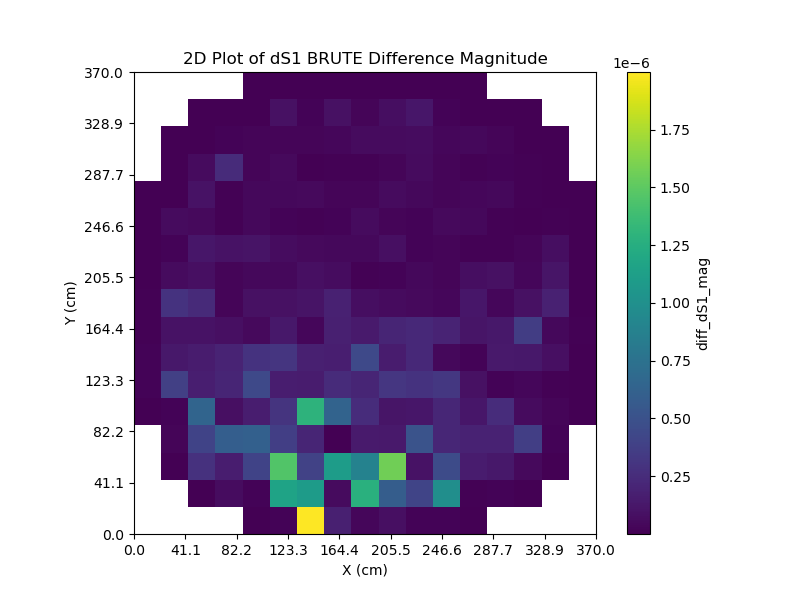 2D Plot of dS1 BRUTE Difference Magnitude
1e−6
370.0
328.9
287.7
246.6
205.5
164.4
123.3
82.2
41.1
0.0
Y (cm)
0.0 41.1 82.2 123.3 164.4 205.5 246.6 287.7 328.9 370.0
X (cm)
1.75
1.50
1.25
1.00
0.75
0.50
0.25
diff_dS1_mag